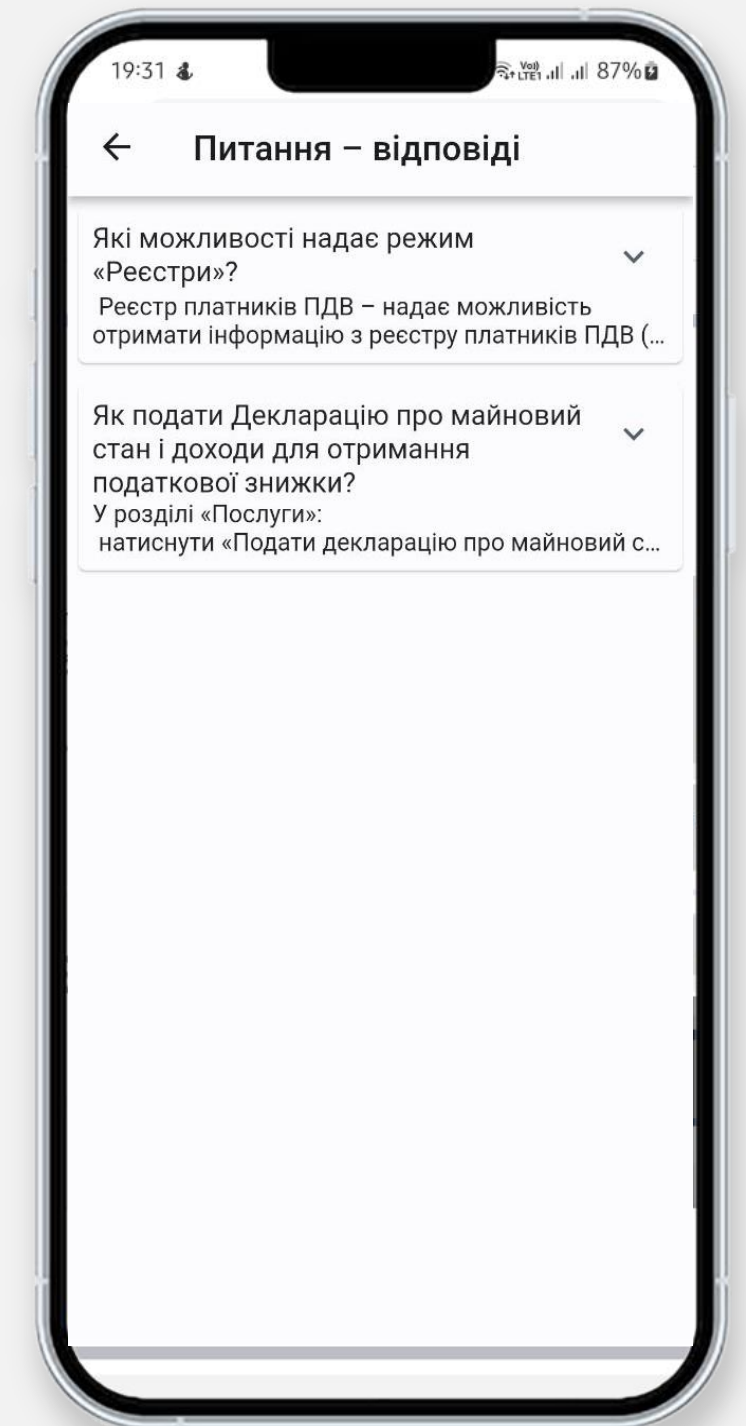 19:31
Vo)) LTE1 87%
Питання – відповіді
Які можливості надає режим
«Реєстри»?
Реєстр платників ПДВ – надає можливість
отримати інформацію з реєстру платників ПДВ (...
Як подати Декларацію про майновий
стан і доходи для отримання
податкової знижки?
У розділі «Послуги»:
натиснути «Подати декларацію про майновий с...